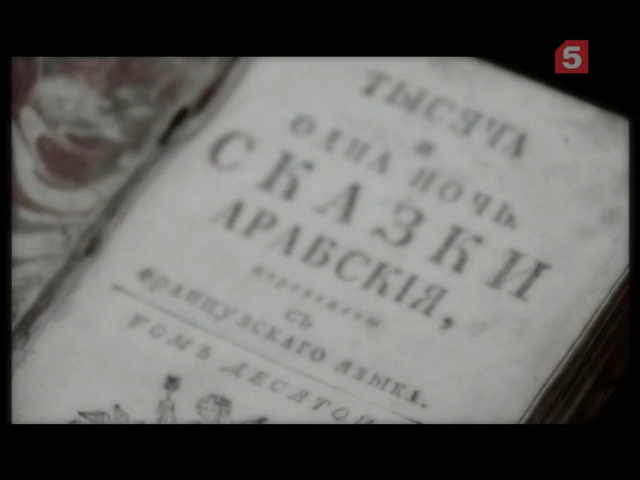 5
ТЫСЯЧА
и
ОДНА НОЧЬ
СКАЗКИ
АРАБСКІЯ,
съ
французскаго языка.
ТОМЪ ДЕСЯТОЙ